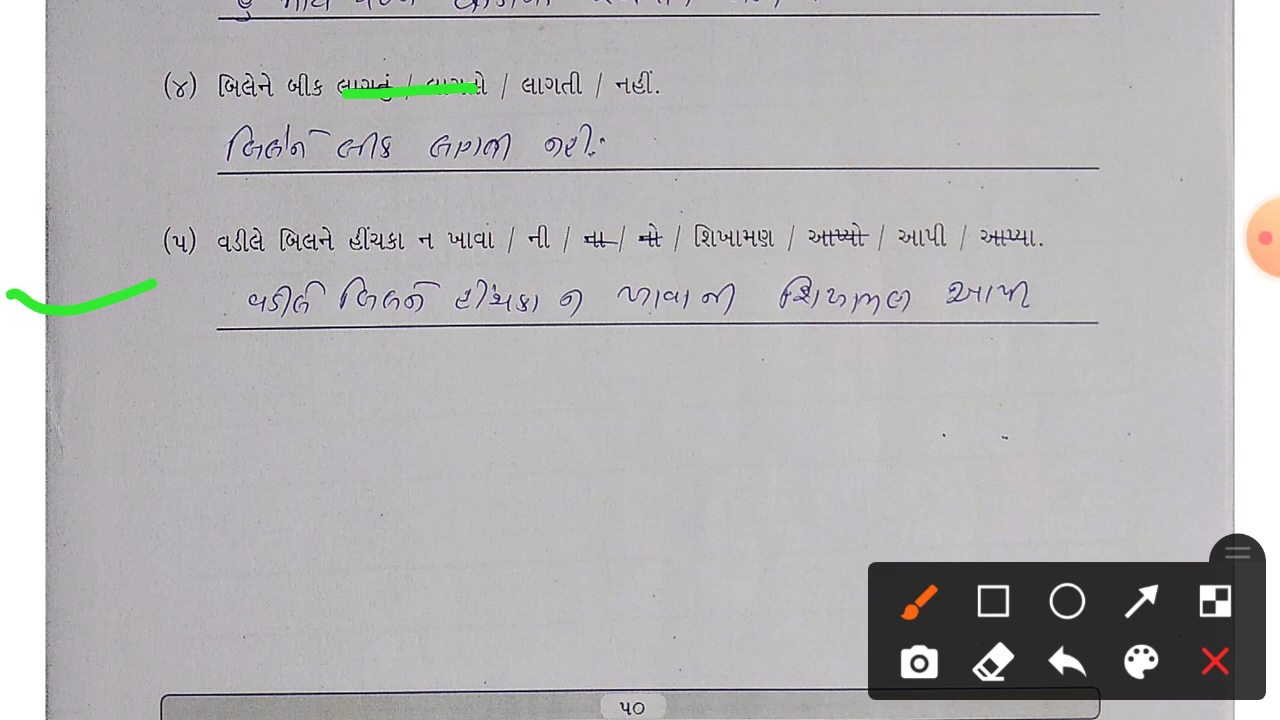 (૪) બિલેને બીક લાગતું / લાગતો / લાગતી / નહીં.
બિલેને બીક લાગતી નહીં.
(૫) વડીલે બિલને હીંચકા ન ખાવા / ની / ના / નો / શિખામણ / આપ્યો / આપી / આપ્યા.
વડીલે બિલને હીંચકા ન ખાવાની શિખામણ આપી
૫૦